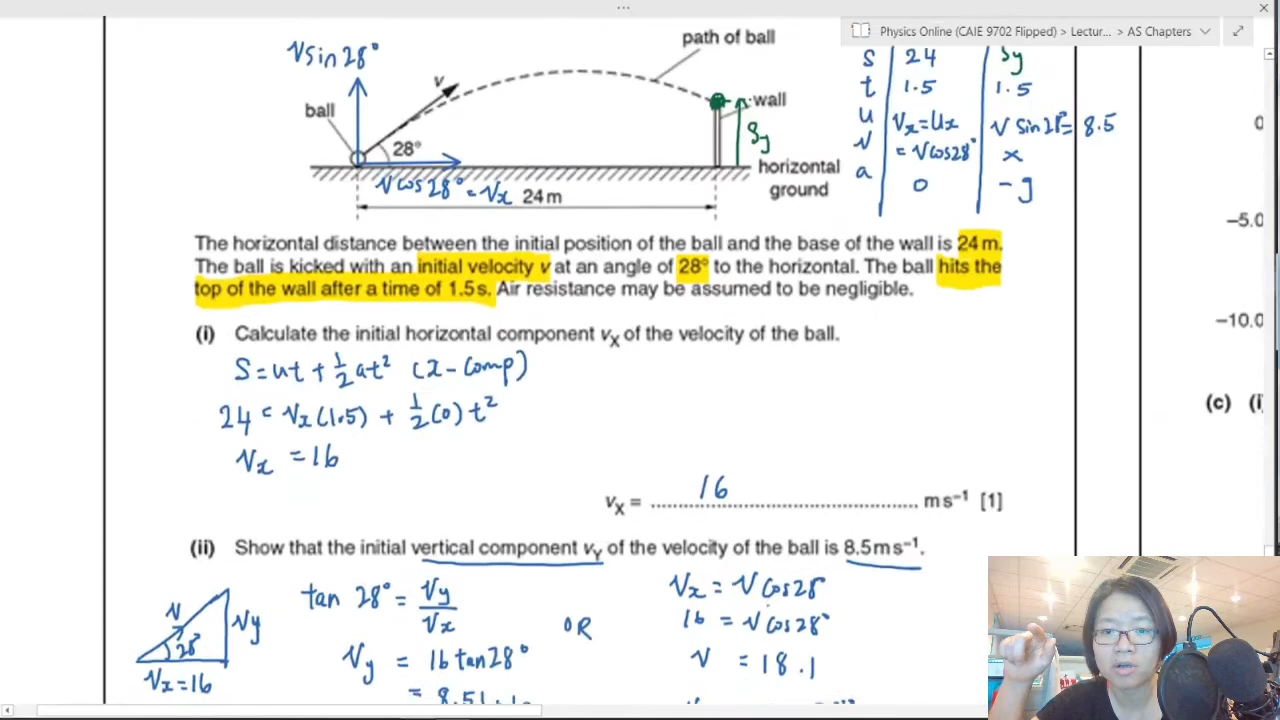 Physics Online (CAIE 9702 Flipped) > Lectur... > AS Chapters
path of ball
v sin 28°
v
ball
28°
wall
Sy
horizontal
ground
v cos 28° = vx
24 m
S 24 Sy
t 1.5 1.5
u vx = ux v sin 28° = 8.5
v = v cos 28° x
a 0 -g
The horizontal distance between the initial position of the ball and the base of the wall is 24 m.
The ball is kicked with an initial velocity v at an angle of 28° to the horizontal. The ball hits the
top of the wall after a time of 1.5 s. Air resistance may be assumed to be negligible.
(i) Calculate the initial horizontal component vX of the velocity of the ball.
S = ut + 1/2 at² (x - comp)
24 = vx (1.5) + 1/2 (0) t²
vx = 16
vX = 16 m s⁻¹ [1]
(ii) Show that the initial vertical component vY of the velocity of the ball is 8.5 m s⁻¹.
v
28°
vy
vx = 16
tan 28° = vy / vx
vy = 16 tan 28°
OR
vx = v cos 28
16 = v cos 28°
v = 18.1
0
-5.0
-10.0
(c) (i